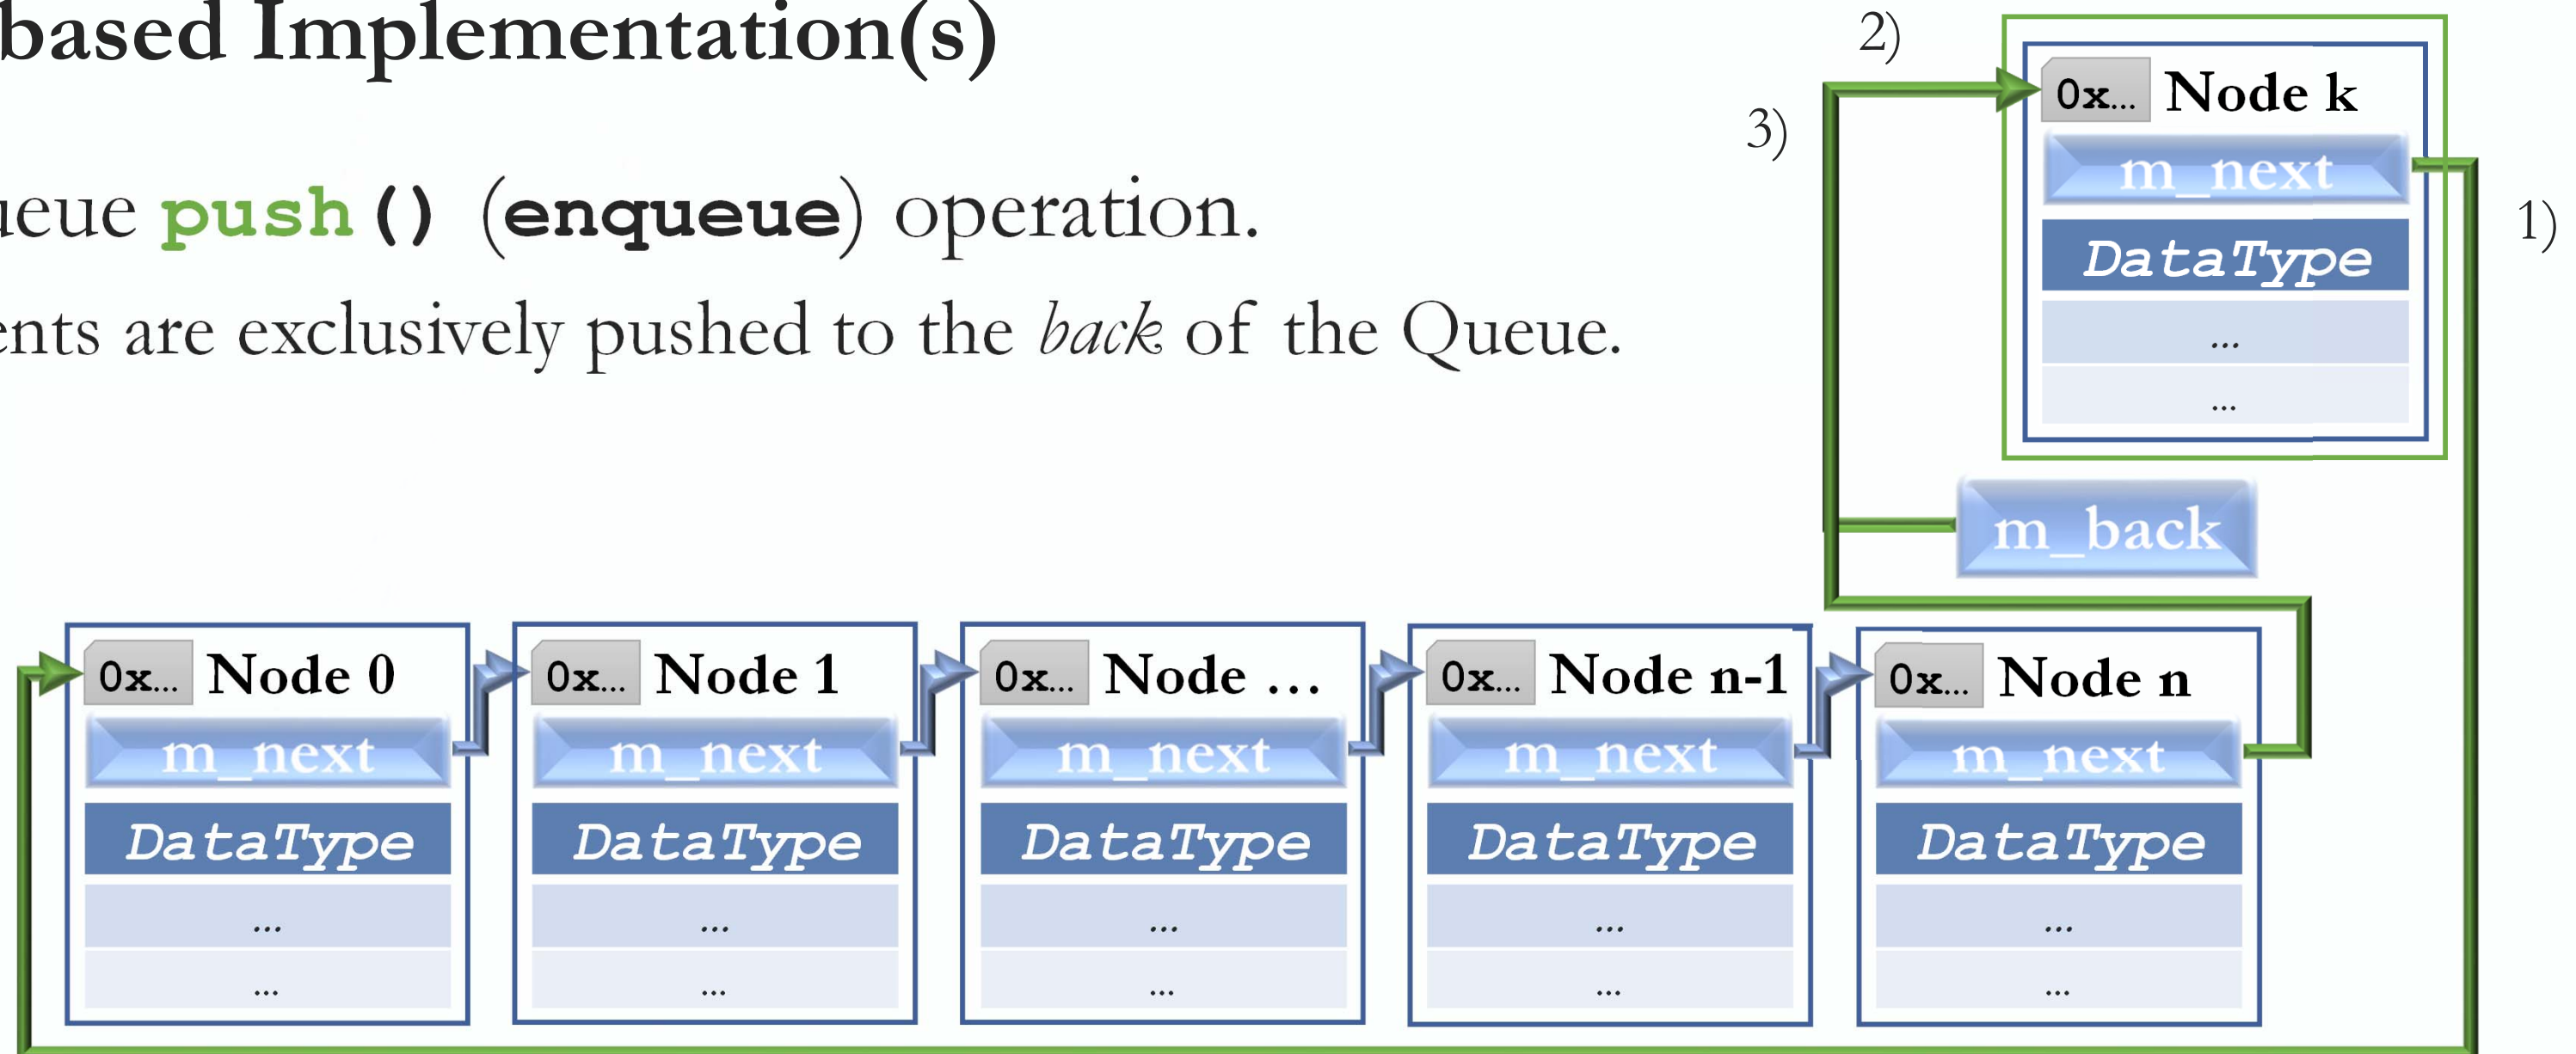 based Implementation(s)
2)
0x... Node k
3)
m_next
1)
push() (enqueue) operation.
DataType
are exclusively pushed to the back of the Queue.
...
...
m_back
0x... Node 0 0x... Node 1 0x... Node ... 0x... Node n-1 0x... Node n
m_next m_next m_next m_next m_next
DataType DataType DataType DataType DataType
... ... ... ... ...
... ... ... ... ...